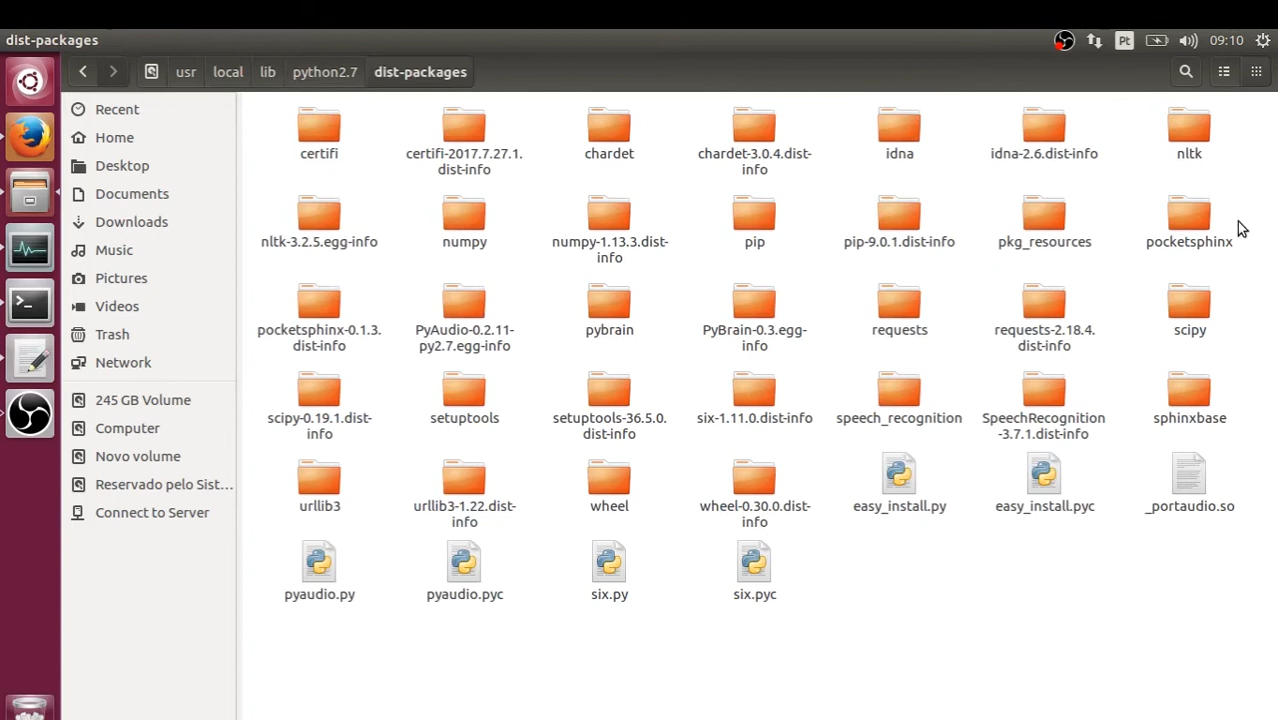 dist-packages
Pt
09:10
usr
local
lib
python2.7
dist-packages
Recent
Home
Desktop
Documents
Downloads
Music
Pictures
Videos
Trash
Network
245 GB Volume
Computer
Novo volume
Reservado pelo Sist...
Connect to Server
certifi
certifi-2017.7.27.1.
dist-info
chardet
chardet-3.0.4.dist-
info
idna
idna-2.6.dist-info
nltk
nltk-3.2.5.egg-info
numpy
numpy-1.13.3.dist-
info
pip
pip-9.0.1.dist-info
pkg_resources
pocketsphinx
pocketsphinx-0.1.3.
dist-info
PyAudio-0.2.11-
py2.7.egg-info
pybrain
PyBrain-0.3.egg-
info
requests
requests-2.18.4.
dist-info
scipy
scipy-0.19.1.dist-
info
setuptools
setuptools-36.5.0.
dist-info
six-1.11.0.dist-info
speech_recognition
SpeechRecognition
-3.7.1.dist-info
sphinxbase
urllib3
urllib3-1.22.dist-
info
wheel
wheel-0.30.0.dist-
info
easy_install.py
easy_install.pyc
_portaudio.so
pyaudio.py
pyaudio.pyc
six.py
six.pyc